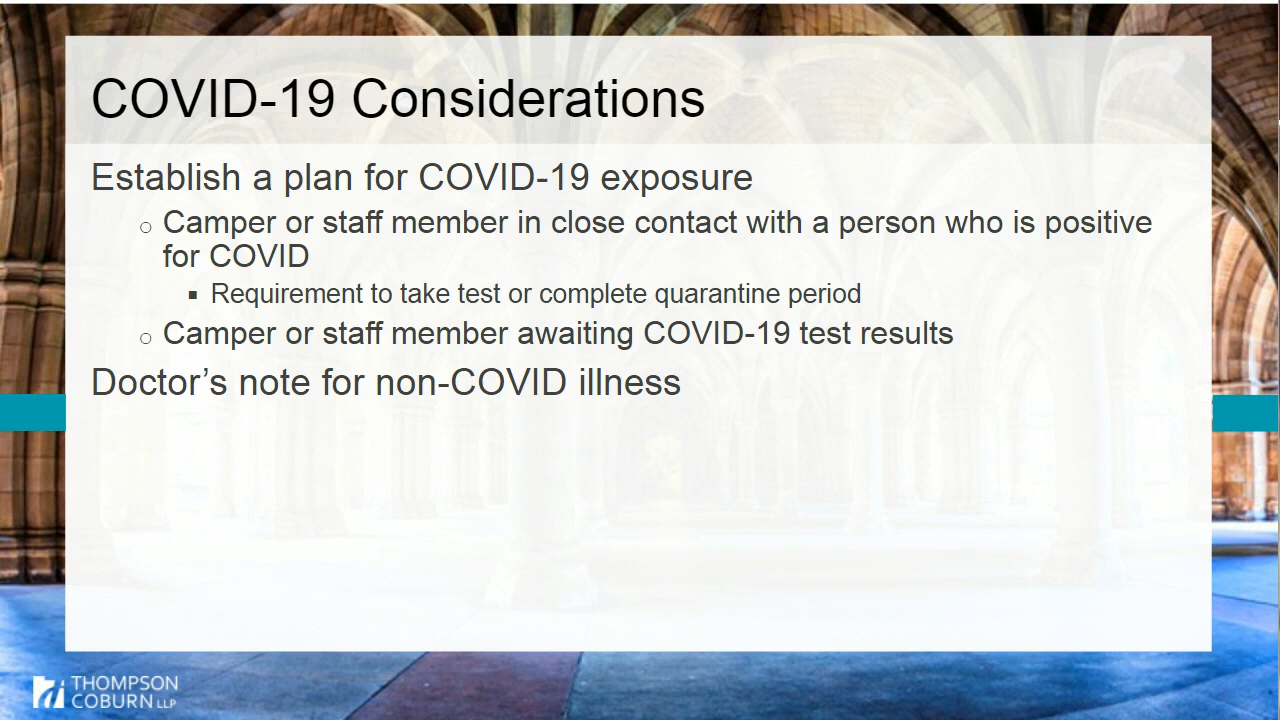 COVID-19 Considerations
Establish a plan for COVID-19 exposure
Camper or staff member in close contact with a person who is positive
for COVID
Requirement to take test or complete quarantine period
Camper or staff member awaiting COVID-19 test results
Doctor’s note for non-COVID illness
THOMPSON
COBURN LLP